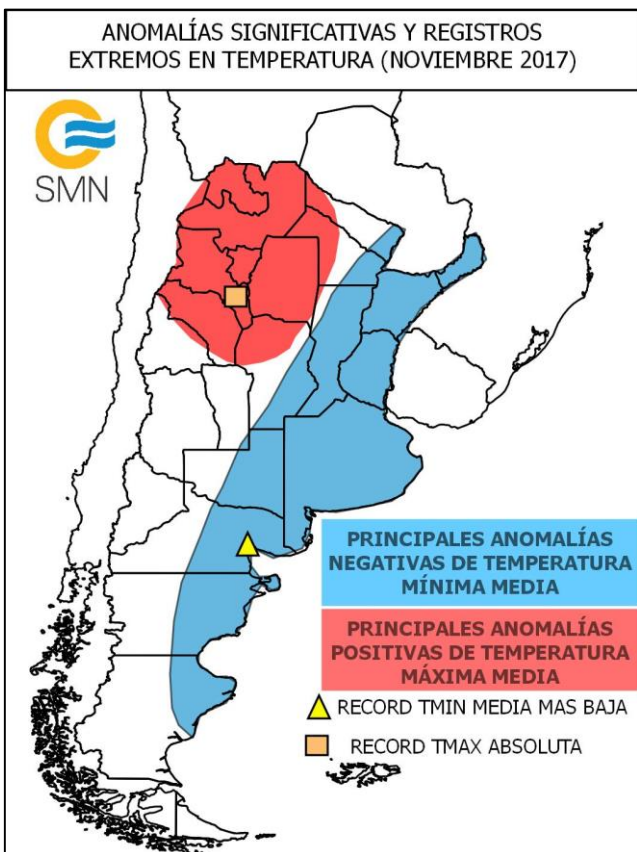 ANOMALÍAS SIGNIFICATIVAS Y REGISTROS
EXTREMOS EN TEMPERATURA (NOVIEMBRE 2017)
SMN
PRINCIPALES ANOMALÍAS
NEGATIVAS DE TEMPERATURA
MÍNIMA MEDIA
PRINCIPALES ANOMALÍAS
POSITIVAS DE TEMPERATURA
MÁXIMA MEDIA
RECORD TMIN MEDIA MAS BAJA
RECORD TMAX ABSOLUTA